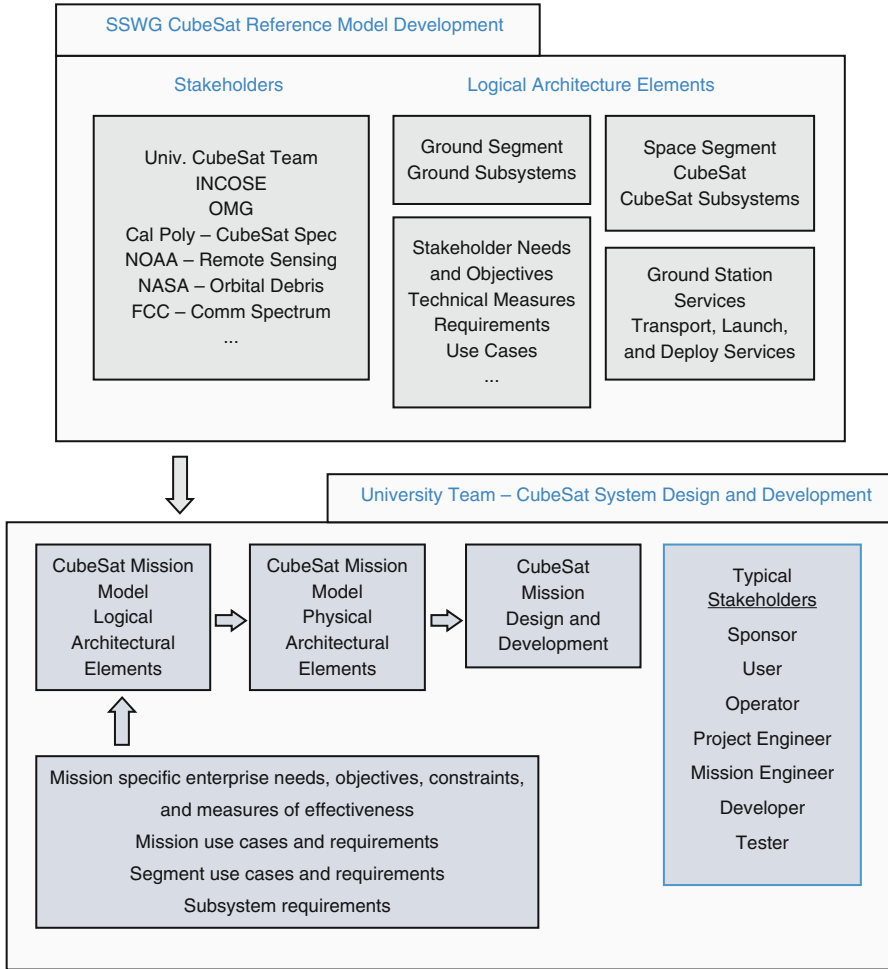 SSWG CubeSat Reference Model Development
Stakeholders
Univ. CubeSat Team
INCOSE
OMG
Cal Poly – CubeSat Spec
NOAA – Remote Sensing
NASA – Orbital Debris
FCC – Comm Spectrum
...
Logical Architecture Elements
Ground Segment
Ground Subsystems
Space Segment
CubeSat
CubeSat Subsystems
Stakeholder Needs
and Objectives
Technical Measures
Requirements
Use Cases
...
Ground Station
Services
Transport, Launch,
and Deploy Services
University Team – CubeSat System Design and Development
CubeSat Mission
Model
Logical
Architectural
Elements
CubeSat Mission
Model
Physical
Architectural
Elements
CubeSat
Mission
Design and
Development
Typical
Stakeholders
Sponsor
User
Operator
Project Engineer
Mission Engineer
Developer
Tester
Mission specific enterprise needs, objectives, constraints,
and measures of effectiveness
Mission use cases and requirements
Segment use cases and requirements
Subsystem requirements